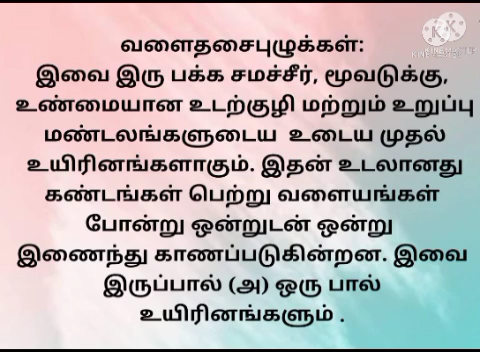 வளைதசைபுழுக்கள்:
இவை இரு பக்க சமச்சீர், மூவடுக்கு,
உண்மையான உடற்குழி மற்றும் உறுப்பு
மண்டலங்களுடைய உடைய முதல்
உயிரினங்களாகும். இதன் உடலானது
கண்டங்கள் பெற்று வளையங்கள்
போன்று ஒன்றுடன் ஒன்று
இணைந்து காணப்படுகின்றன. இவை
இருப்பால் (அ) ஒரு பால்
உயிரினங்களும் .